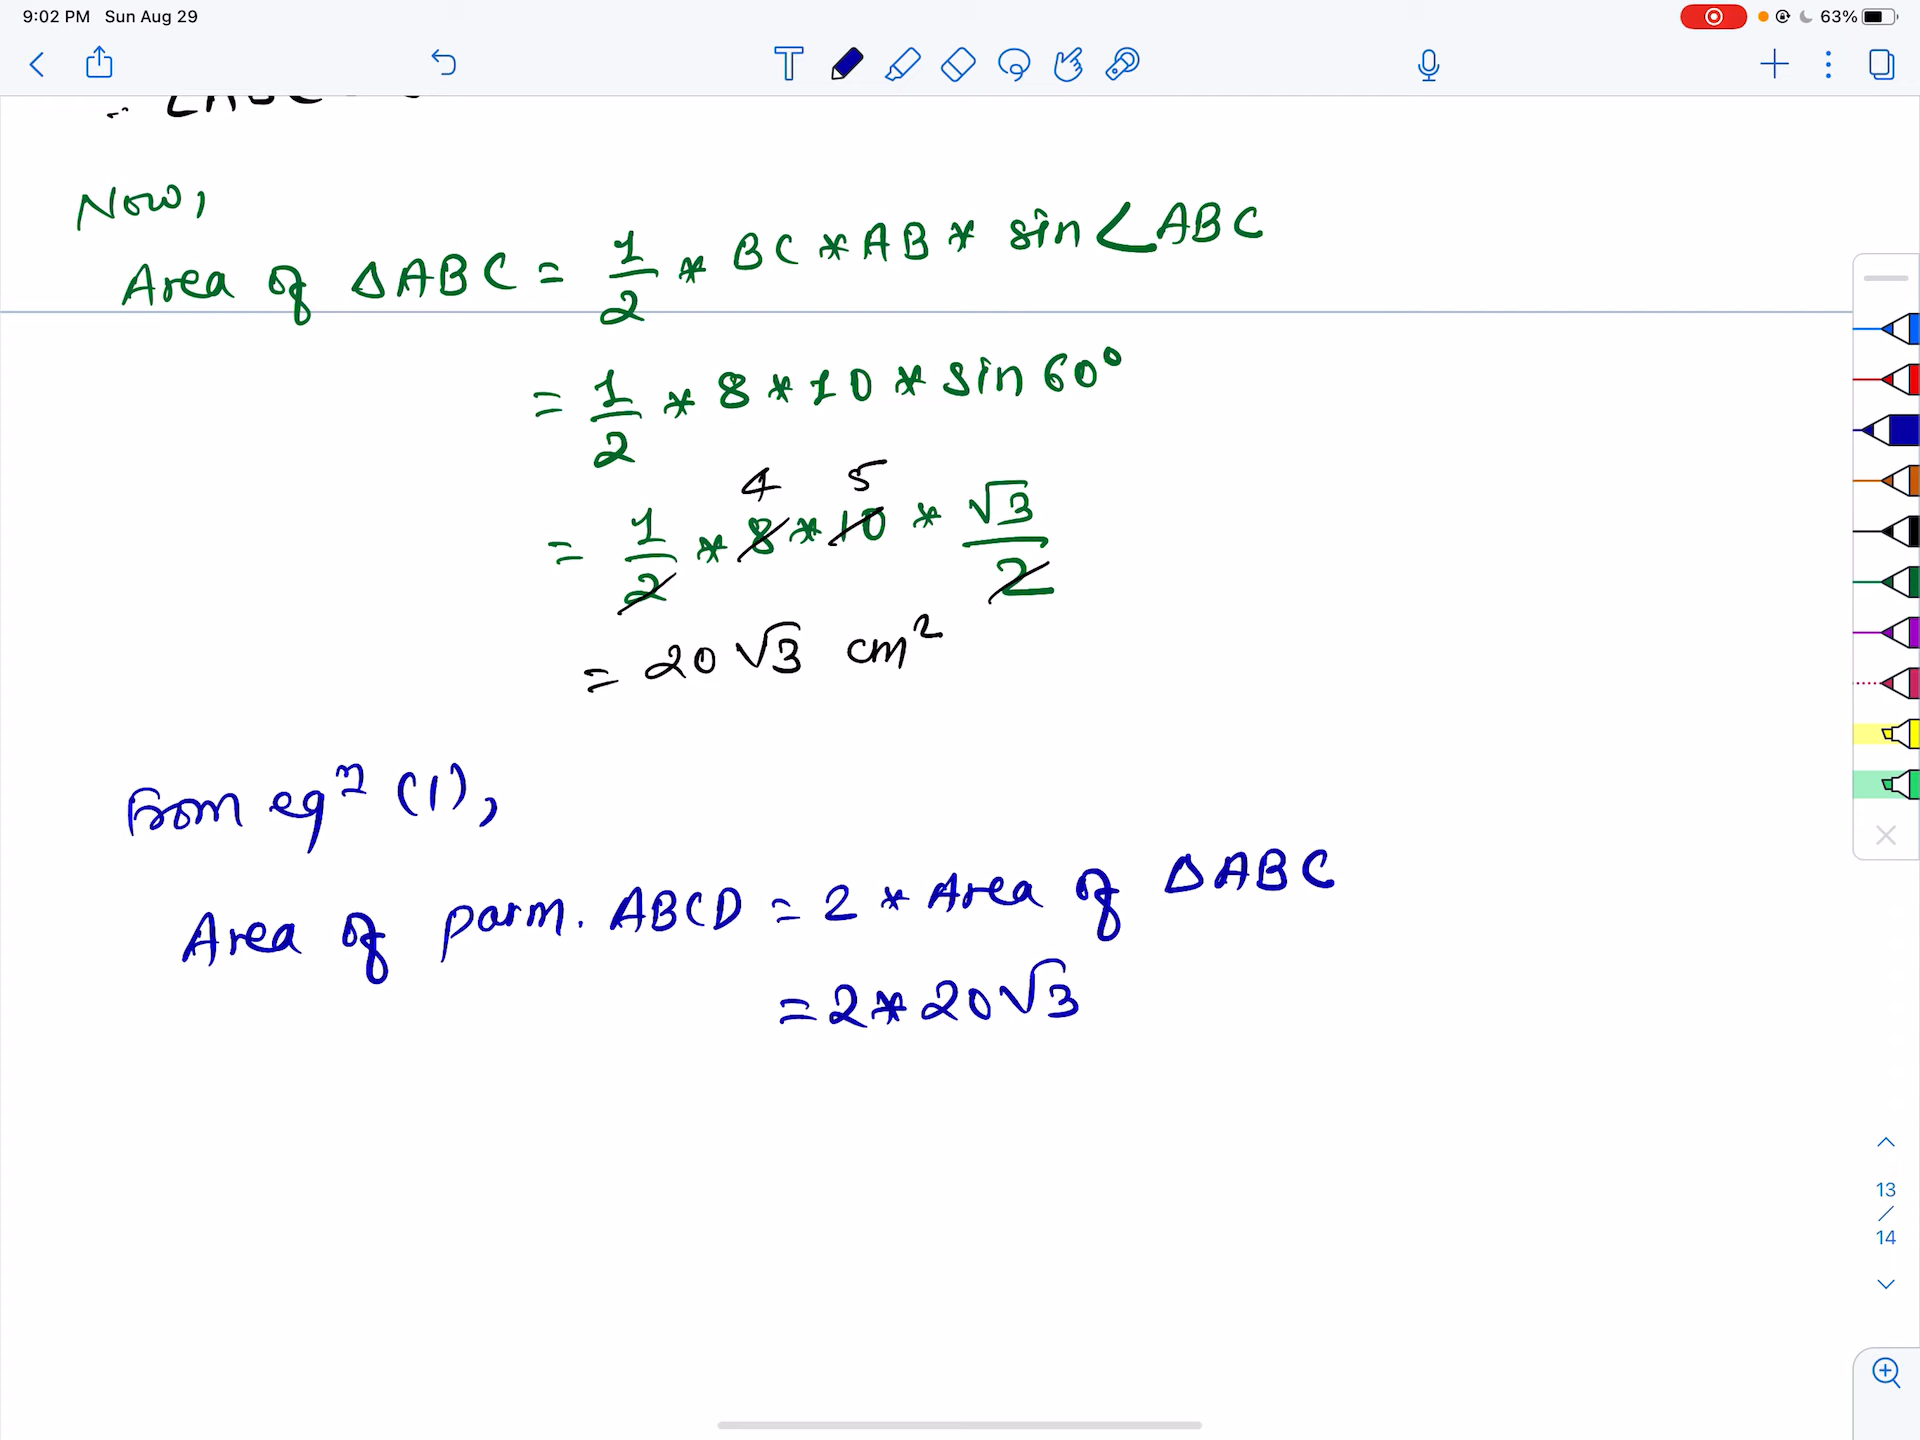 9:02 PM Sun Aug 29
63%
Now,
Area of ΔABC = 1/2 * BC * AB * sin∠ABC
= 1/2 * 8 * 10 * sin 60°
4 5
= 1/2 * 8 * 10 * √3/2
= 20√3 cm²
From eqⁿ (1),
Area of parm. ABCD = 2 * Area of ΔABC
= 2 * 20√3
13
/
14